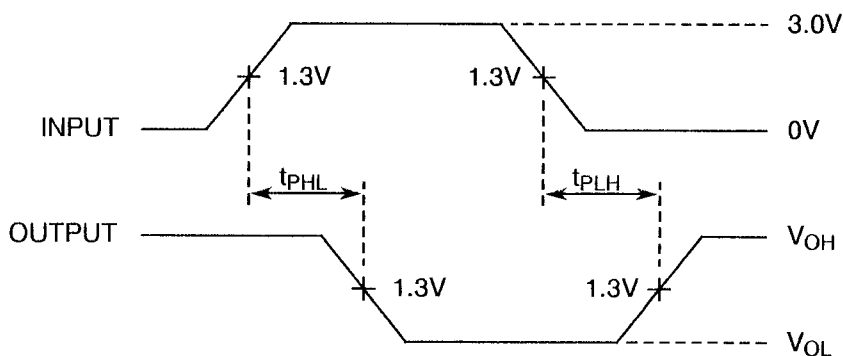 3.0V
1.3V 1.3V
INPUT 0V
tPHL tPLH
OUTPUT VOH
1.3V 1.3V
VOL